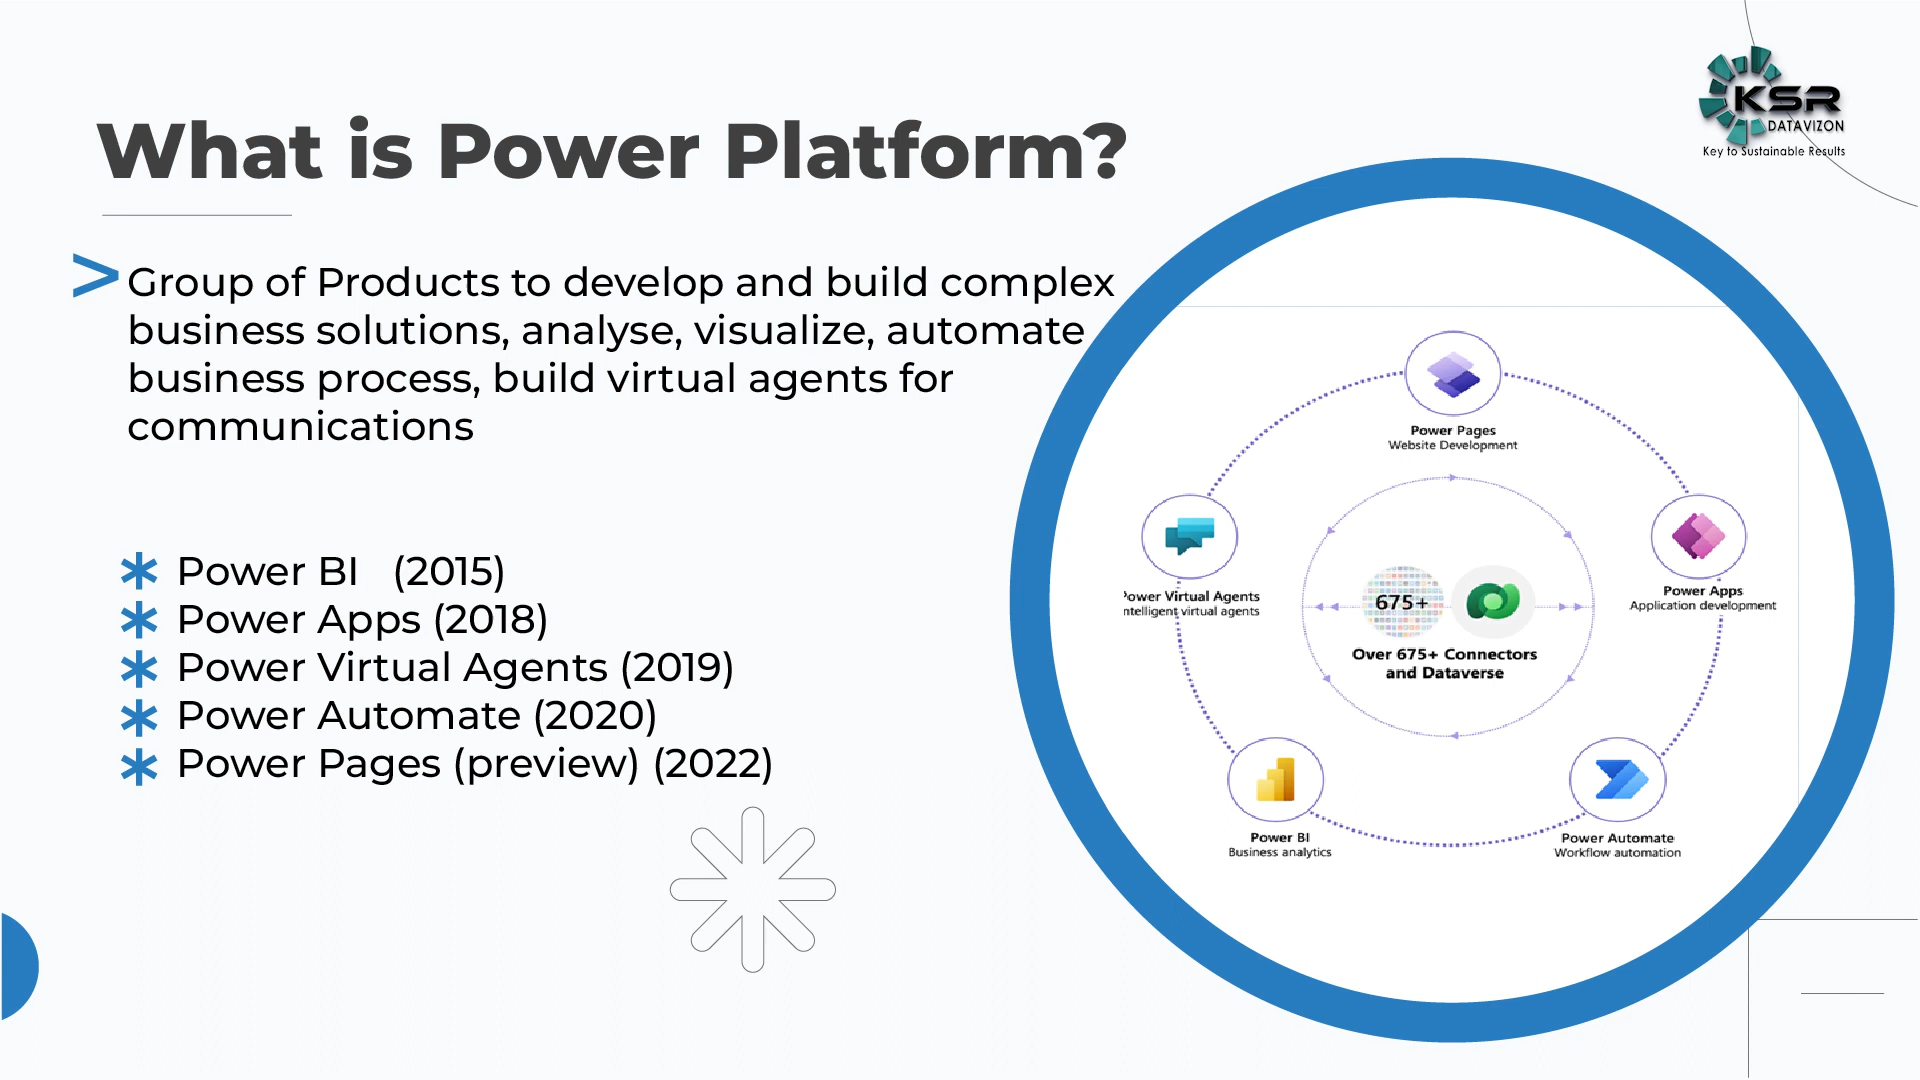 KSR
DATAVIZON
Key to Sustainable Results
What is Power Platform?
> Group of Products to develop and build complex
business solutions, analyse, visualize, automate
business process, build virtual agents for
communications
Power BI (2015)
Power Apps (2018)
Power Virtual Agents (2019)
Power Automate (2020)
Power Pages (preview) (2022)
Power Pages
Website Development
Power Virtual Agents
ntelligent virtual agents
Power Apps
Application development
675+
Over 675+ Connectors
and Dataverse
Power BI
Business analytics
Power Automate
Workflow automation